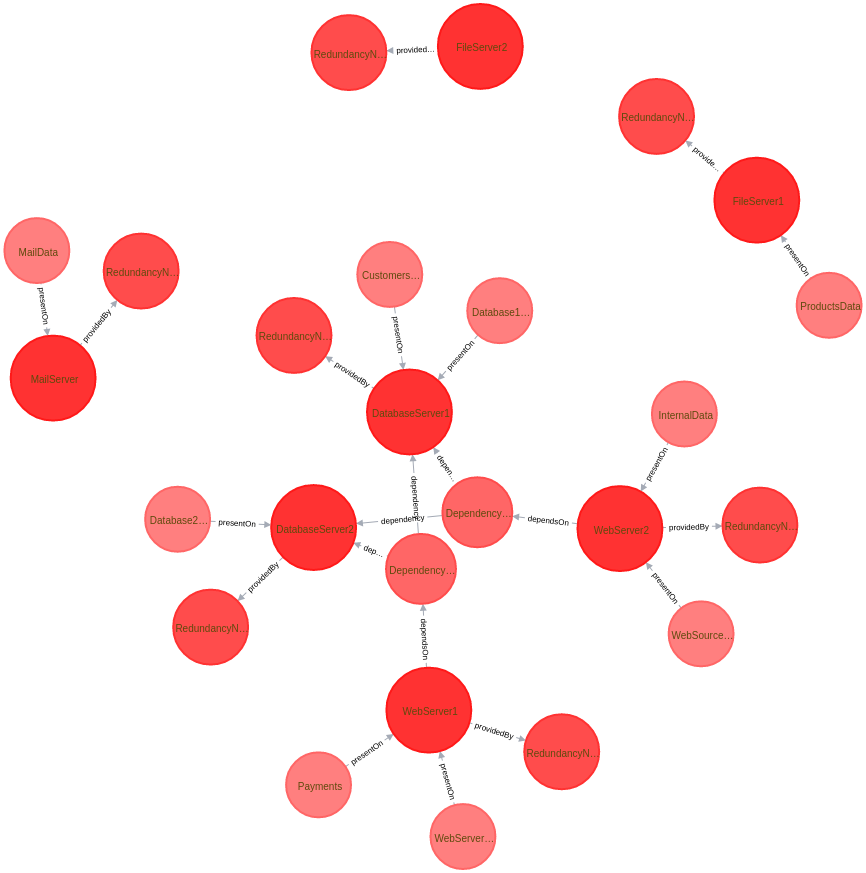 RedundancyN...
provided...
FileServer2
RedundancyN...
provide...
FileServer1
presentOn
ProductsData
MailData
RedundancyN...
presentOn
providedBy
MailServer
Customers...
Database1...
RedundancyN...
presentOn
presentOn
providedBy
DatabaseServer1
InternalData
presentOn
depen...
dependency
Database2...
presentOn
DatabaseServer2
dependency
Dependency...
dependsOn
WebServer2
providedBy
RedundancyN...
dep...
Dependency...
providedBy
presentOn
RedundancyN...
WebSource...
dependsOn
WebServer1
providedBy
RedundancyN...
presentOn
Payments
presentOn
WebServer...